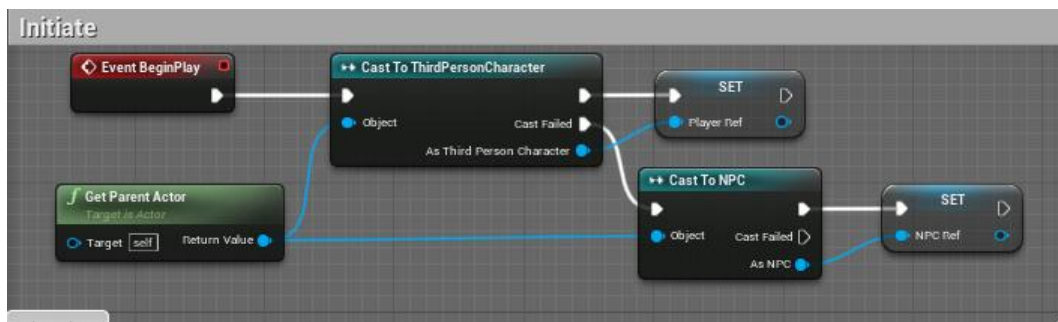 Initiate
Event BeginPlay
Cast To ThirdPersonCharacter
Object
Cast Failed
As Third Person Character
SET
Player Ref
f Get Parent Actor
Target is Actor
Target self
Return Value
Cast To NPC
Object
Cast Failed
As NPC
SET
NPC Ref